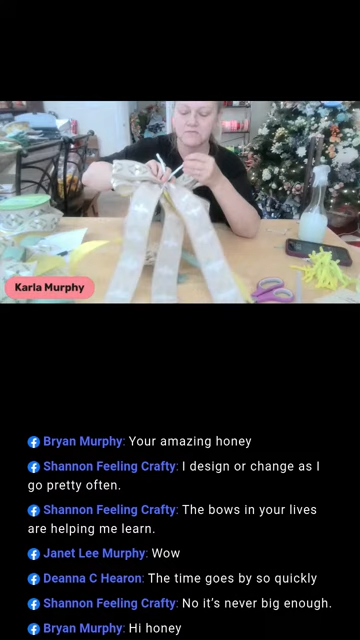 Karla Murphy
Bryan Murphy: Your amazing honey
Shannon Feeling Crafty: I design or change as I
go pretty often.
Shannon Feeling Crafty: The bows in your lives
are helping me learn.
Janet Lee Murphy: Wow
Deanna C Hearon: The time goes by so quickly
Shannon Feeling Crafty: No it's never big enough.
Bryan Murphy: Hi honey